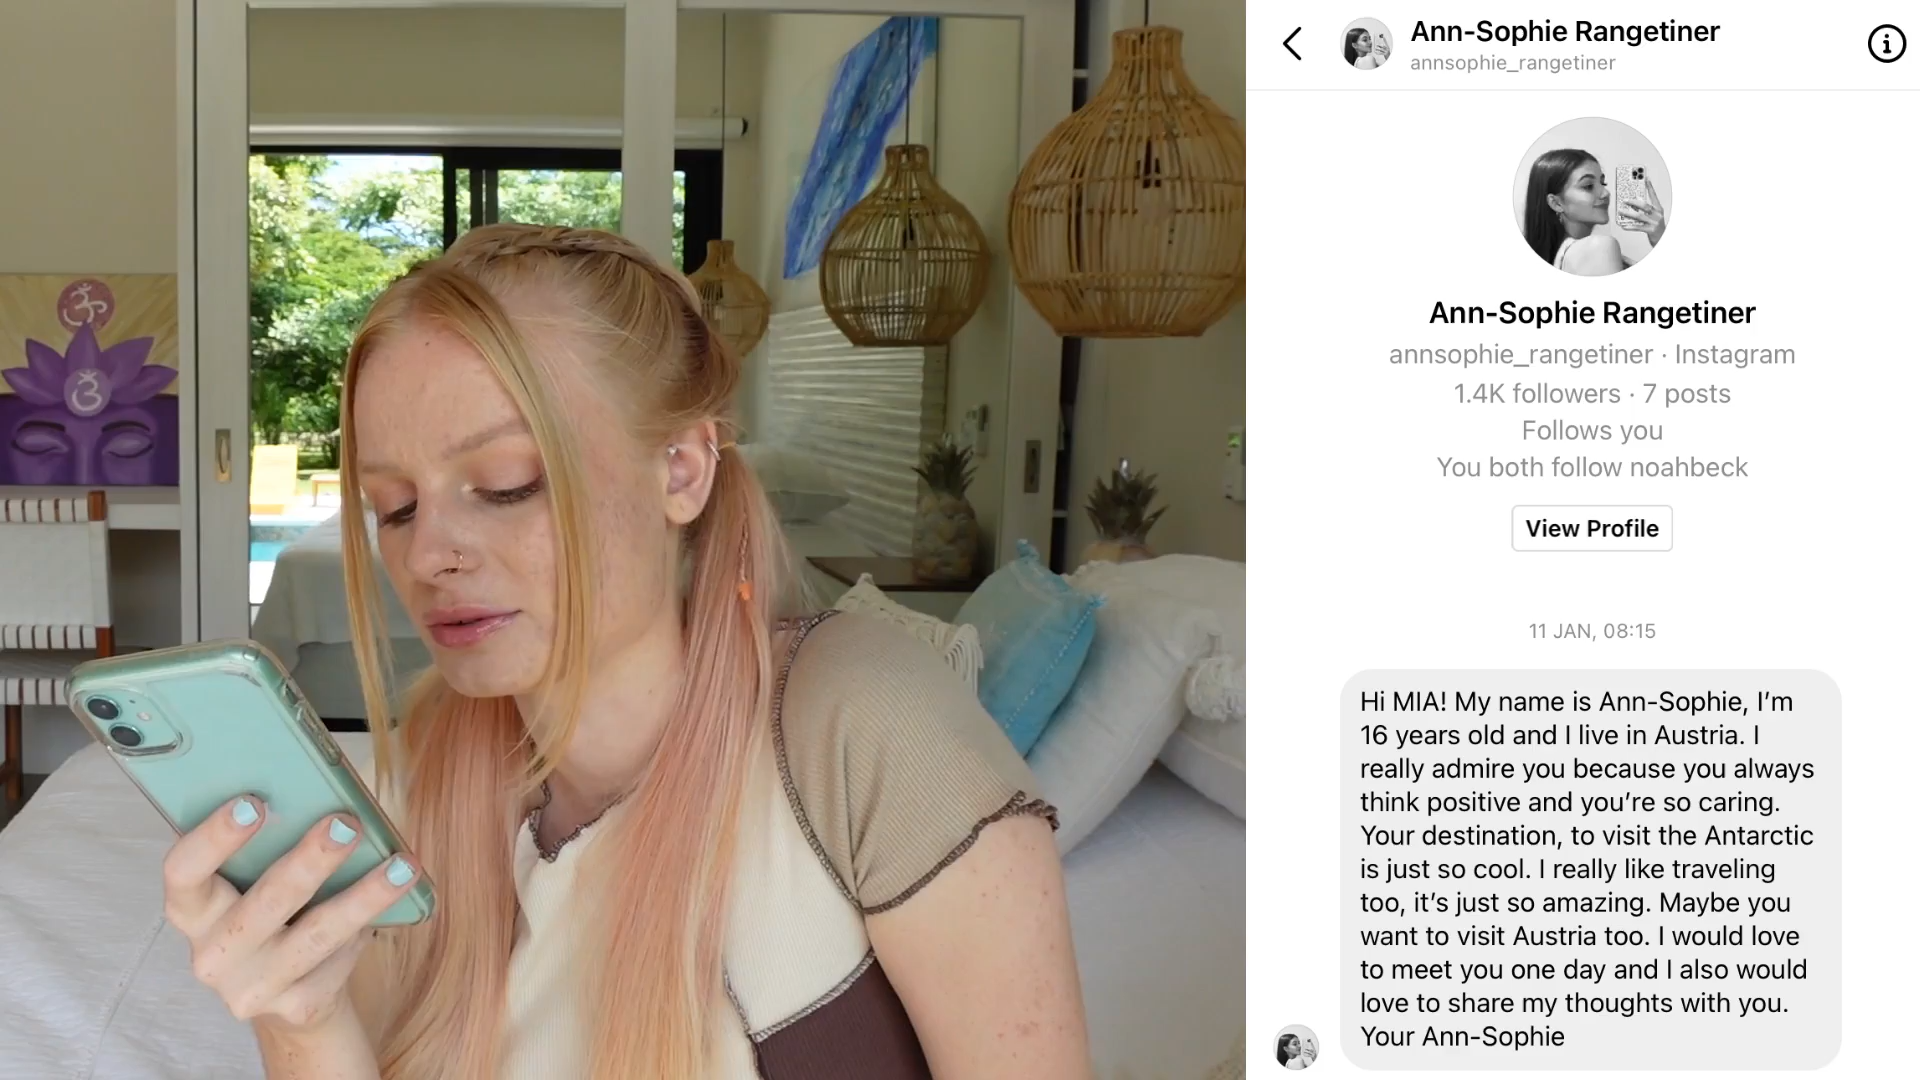 Ann-Sophie Rangetiner
annsophie_rangetiner
Ann-Sophie Rangetiner
annsophie_rangetiner · Instagram
1.4K followers · 7 posts
Follows you
You both follow noahbeck
View Profile
11 JAN, 08:15
Hi MIA! My name is Ann-Sophie, I’m
16 years old and I live in Austria. I
really admire you because you always
think positive and you’re so caring.
Your destination, to visit the Antarctic
is just so cool. I really like traveling
too, it’s just so amazing. Maybe you
want to visit Austria too. I would love
to meet you one day and I also would
love to share my thoughts with you.
Your Ann-Sophie
ॐ